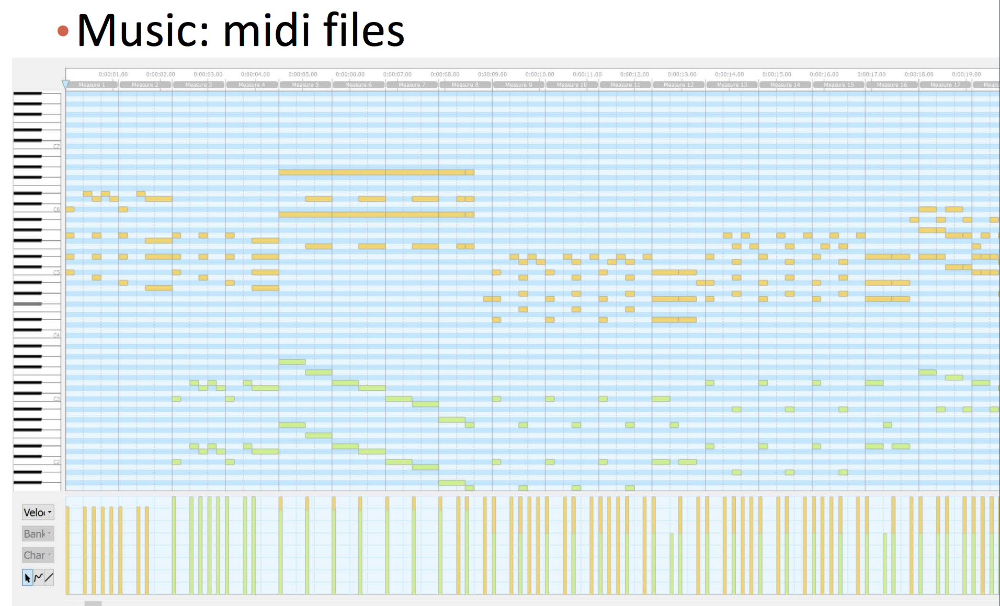 • Music: midi files
0:00:01.00 0:00:02.00 0:00:03.00 0:00:04.00 0:00:05.00 0:00:06.00 0:00:07.00 0:00:08.00 0:00:09.00 0:00:10.00 0:00:11.00 0:00:12.00 0:00:13.00 0:00:14.00 0:00:15.00 0:00:16.00 0:00:17.00 0:00:18.00 0:00:19.00
Measure 1 Measure 2 Measure 3 Measure 4 Measure 5 Measure 6 Measure 7 Measure 8 Measure 9 Measure 10 Measure 11 Measure 12 Measure 13 Measure 14 Measure 15 Measure 16 Measure 17 Measu
C7
C6
C5
C4
C3
C2
Velo
Bank
Char